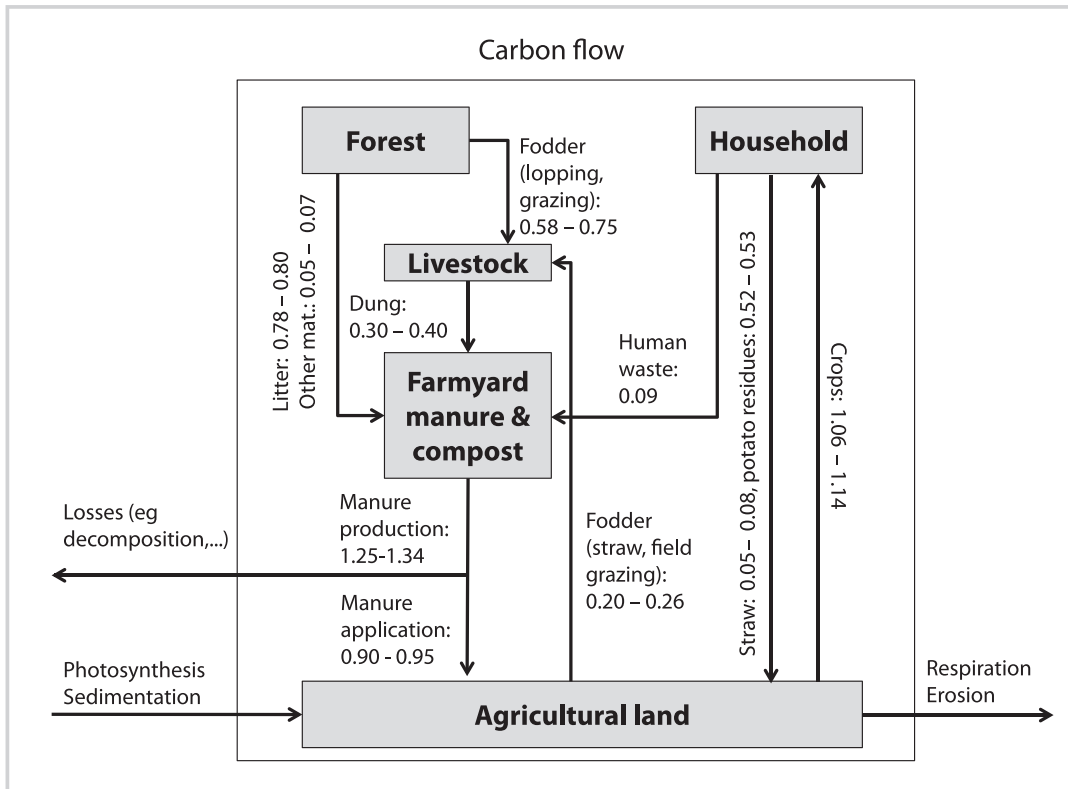 Carbon flow
Forest
Household
Fodder
(lopping,
grazing):
0.58 – 0.75
Litter: 0.78 – 0.80
Other mat.: 0.05 – 0.07
Livestock
Dung:
0.30 – 0.40
Farmyard
manure &
compost
Human
waste:
0.09
Straw: 0.05– 0.08, potato residues: 0.52 – 0.53
Crops: 1.06 – 1.14
Manure
production:
1.25-1.34
Losses (eg
decomposition,...)
Fodder
(straw, field
grazing):
0.20 – 0.26
Manure
application:
0.90 - 0.95
Photosynthesis
Sedimentation
Agricultural land
Respiration
Erosion